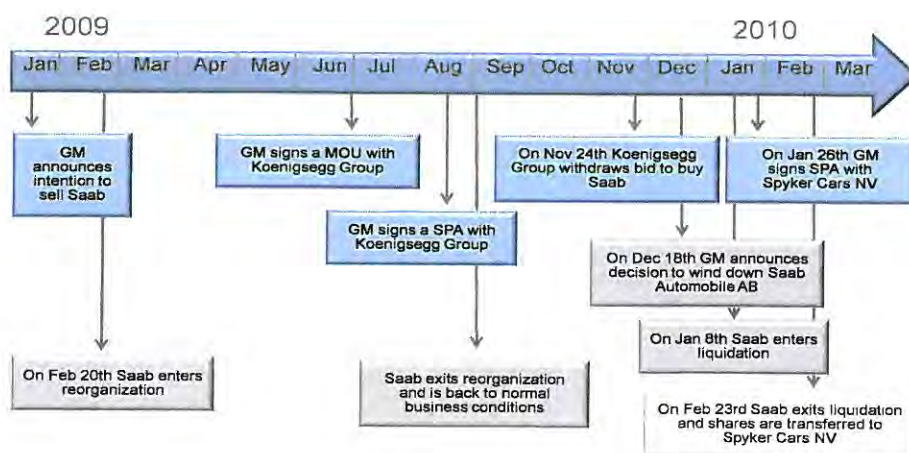 2009
2010
Jan Feb Mar Apr May Jun Jul Aug Sep Oct Nov Dec Jan Feb Mar
GM
announces
intention to
sell Saab
GM signs a MOU with
Koenigsegg Group
On Nov 24th Koenigsegg
Group withdraws bid to buy
Saab
On Jan 26th GM
signs SPA with
Spyker Cars NV
GM signs a SPA with
Koenigsegg Group
On Dec 18th GM announces
decision to wind down Saab
Automobile AB
On Jan 8th Saab enters
liquidation
On Feb 20th Saab enters
reorganization
Saab exits reorganization
and is back to normal
business conditions
On Feb 23rd Saab exits liquidation
and shares are transferred to
Spyker Cars NV